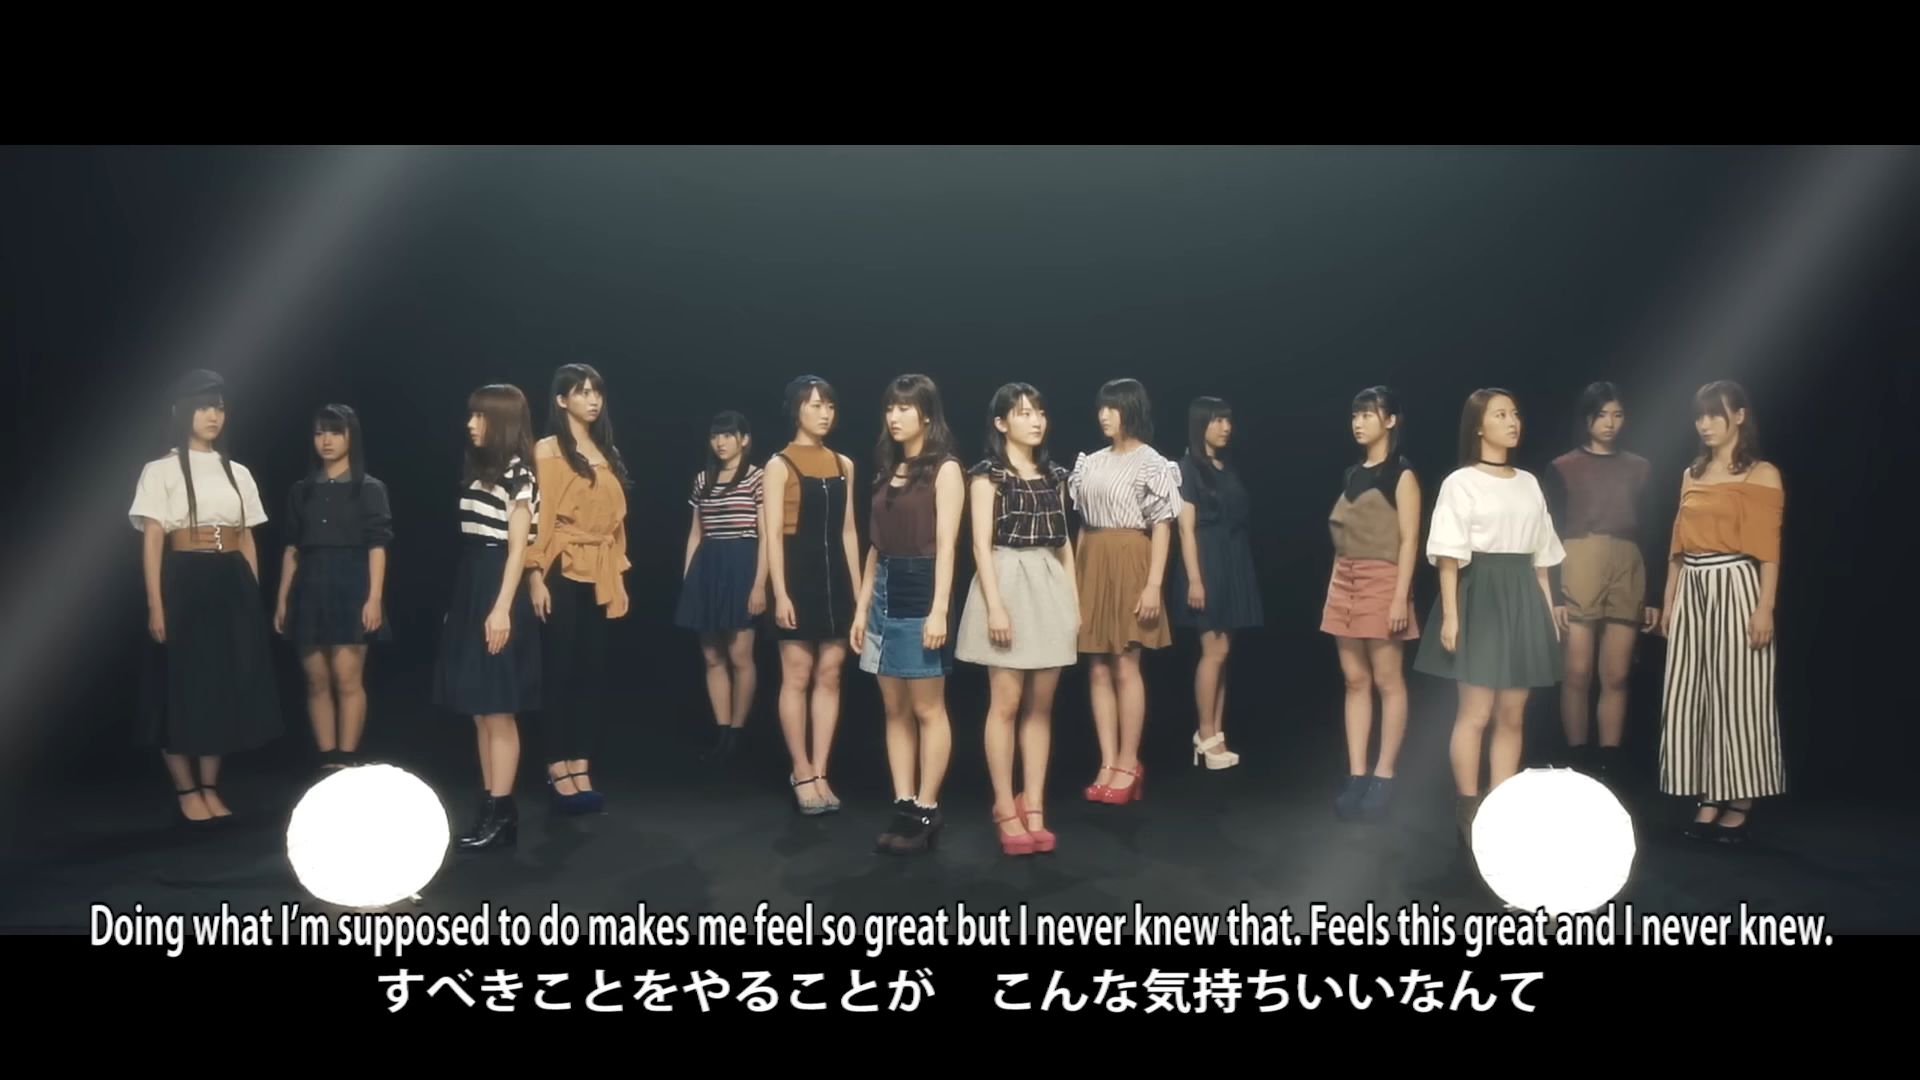 Doing what I'm supposed to do makes me feel so great but I never knew that. Feels this great and I never knew.
すべきことをやることが　こんな気持ちいいなんて